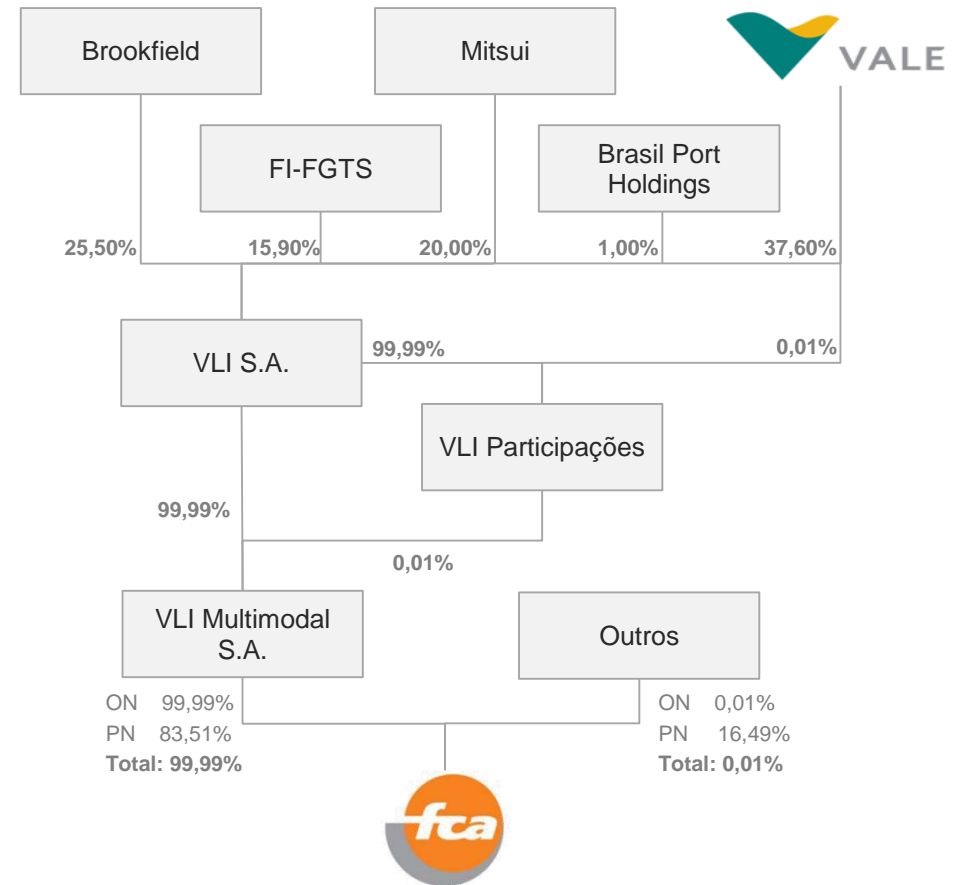 Brookfield
Mitsui
VALE
FI-FGTS
Brasil Port
Holdings
25,50%
15,90%
20,00%
1,00%
37,60%
VLI S.A.
99,99%
0,01%
VLI Participações
99,99%
0,01%
VLI Multimodal
S.A.
Outros
ON 99,99%
PN 83,51%
Total: 99,99%
ON 0,01%
PN 16,49%
Total: 0,01%
fca